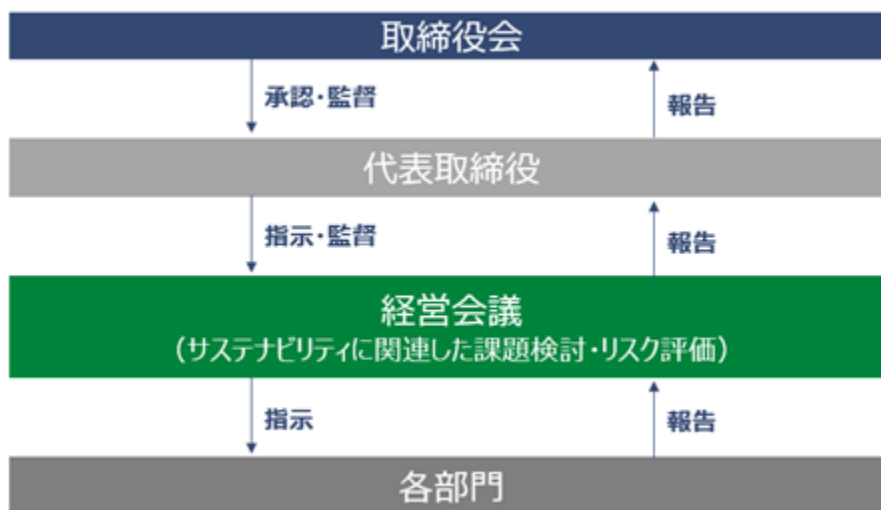 取締役会
承認・監督
報告
代表取締役
指示・監督
報告
経営会議
（サステナビリティに関連した課題検討・リスク評価）
指示
報告
各部門